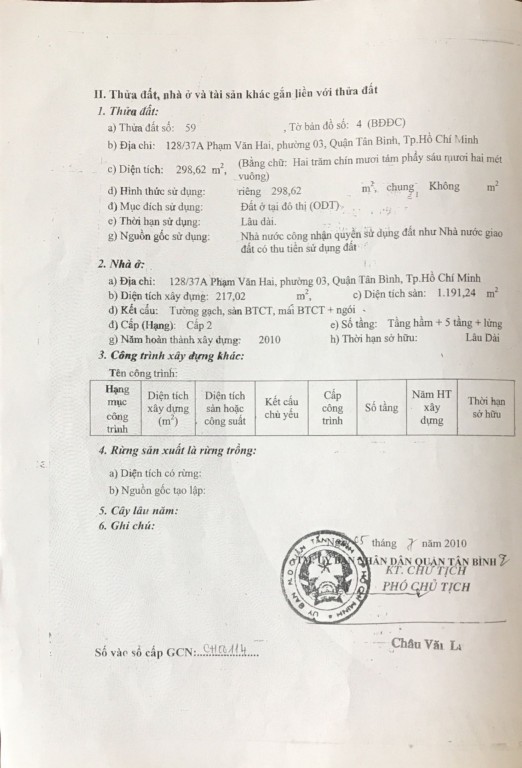 II. Thửa đất, nhà ở và tài sản khác gắn liền với thửa đất
1. Thửa đất:
a) Thửa đất số: 59 , Tờ bản đồ số: 4 (BĐĐC)
b) Địa chỉ: 128/37A Phạm Văn Hai, phường 03, Quận Tân Bình, Tp.Hồ Chí Minh
c) Diện tích: 298,62 m², (Bằng chữ: Hai trăm chín mươi tám phẩy sáu mươi hai mét vuông)
d) Hình thức sử dụng: riêng 298,62 m², chung Không m²
đ) Mục đích sử dụng: Đất ở tại đô thị (ODT)
e) Thời hạn sử dụng: Lâu dài.
g) Nguồn gốc sử dụng: Nhà nước công nhận quyền sử dụng đất như Nhà nước giao
đất có thu tiền sử dụng đất
2. Nhà ở:
a) Địa chỉ: 128/37A Phạm Văn Hai, phường 03, Quận Tân Bình, Tp.Hồ Chí Minh
b) Diện tích xây dựng: 217,02 m², c) Diện tích sàn: 1.191,24 m²
d) Kết cấu: Tường gạch, sàn BTCT, mái BTCT + ngói
đ) Cấp (Hạng): Cấp 2 e) Số tầng: Tầng hầm + 5 tầng + lửng
g) Năm hoàn thành xây dựng: 2010 h) Thời hạn sở hữu: Lâu Dài
3. Công trình xây dựng khác:
Tên công trình:
Hạng mục công trình
Diện tích xây dựng (m²)
Diện tích sàn hoặc công suất
Kết cấu chủ yếu
Cấp công trình
Số tầng
Năm HT xây dựng
Thời hạn sở hữu
4. Rừng sản xuất là rừng trồng:
a) Diện tích có rừng:
b) Nguồn gốc tạo lập:
5. Cây lâu năm:
6. Ghi chú:
tháng 7 năm 2010
BAN NHÂN DÂN QUẬN TÂN BÌNH
KT. CHỦ TỊCH
PHÓ CHỦ TỊCH
Châu Văn
Số vào sổ cấp GCN: